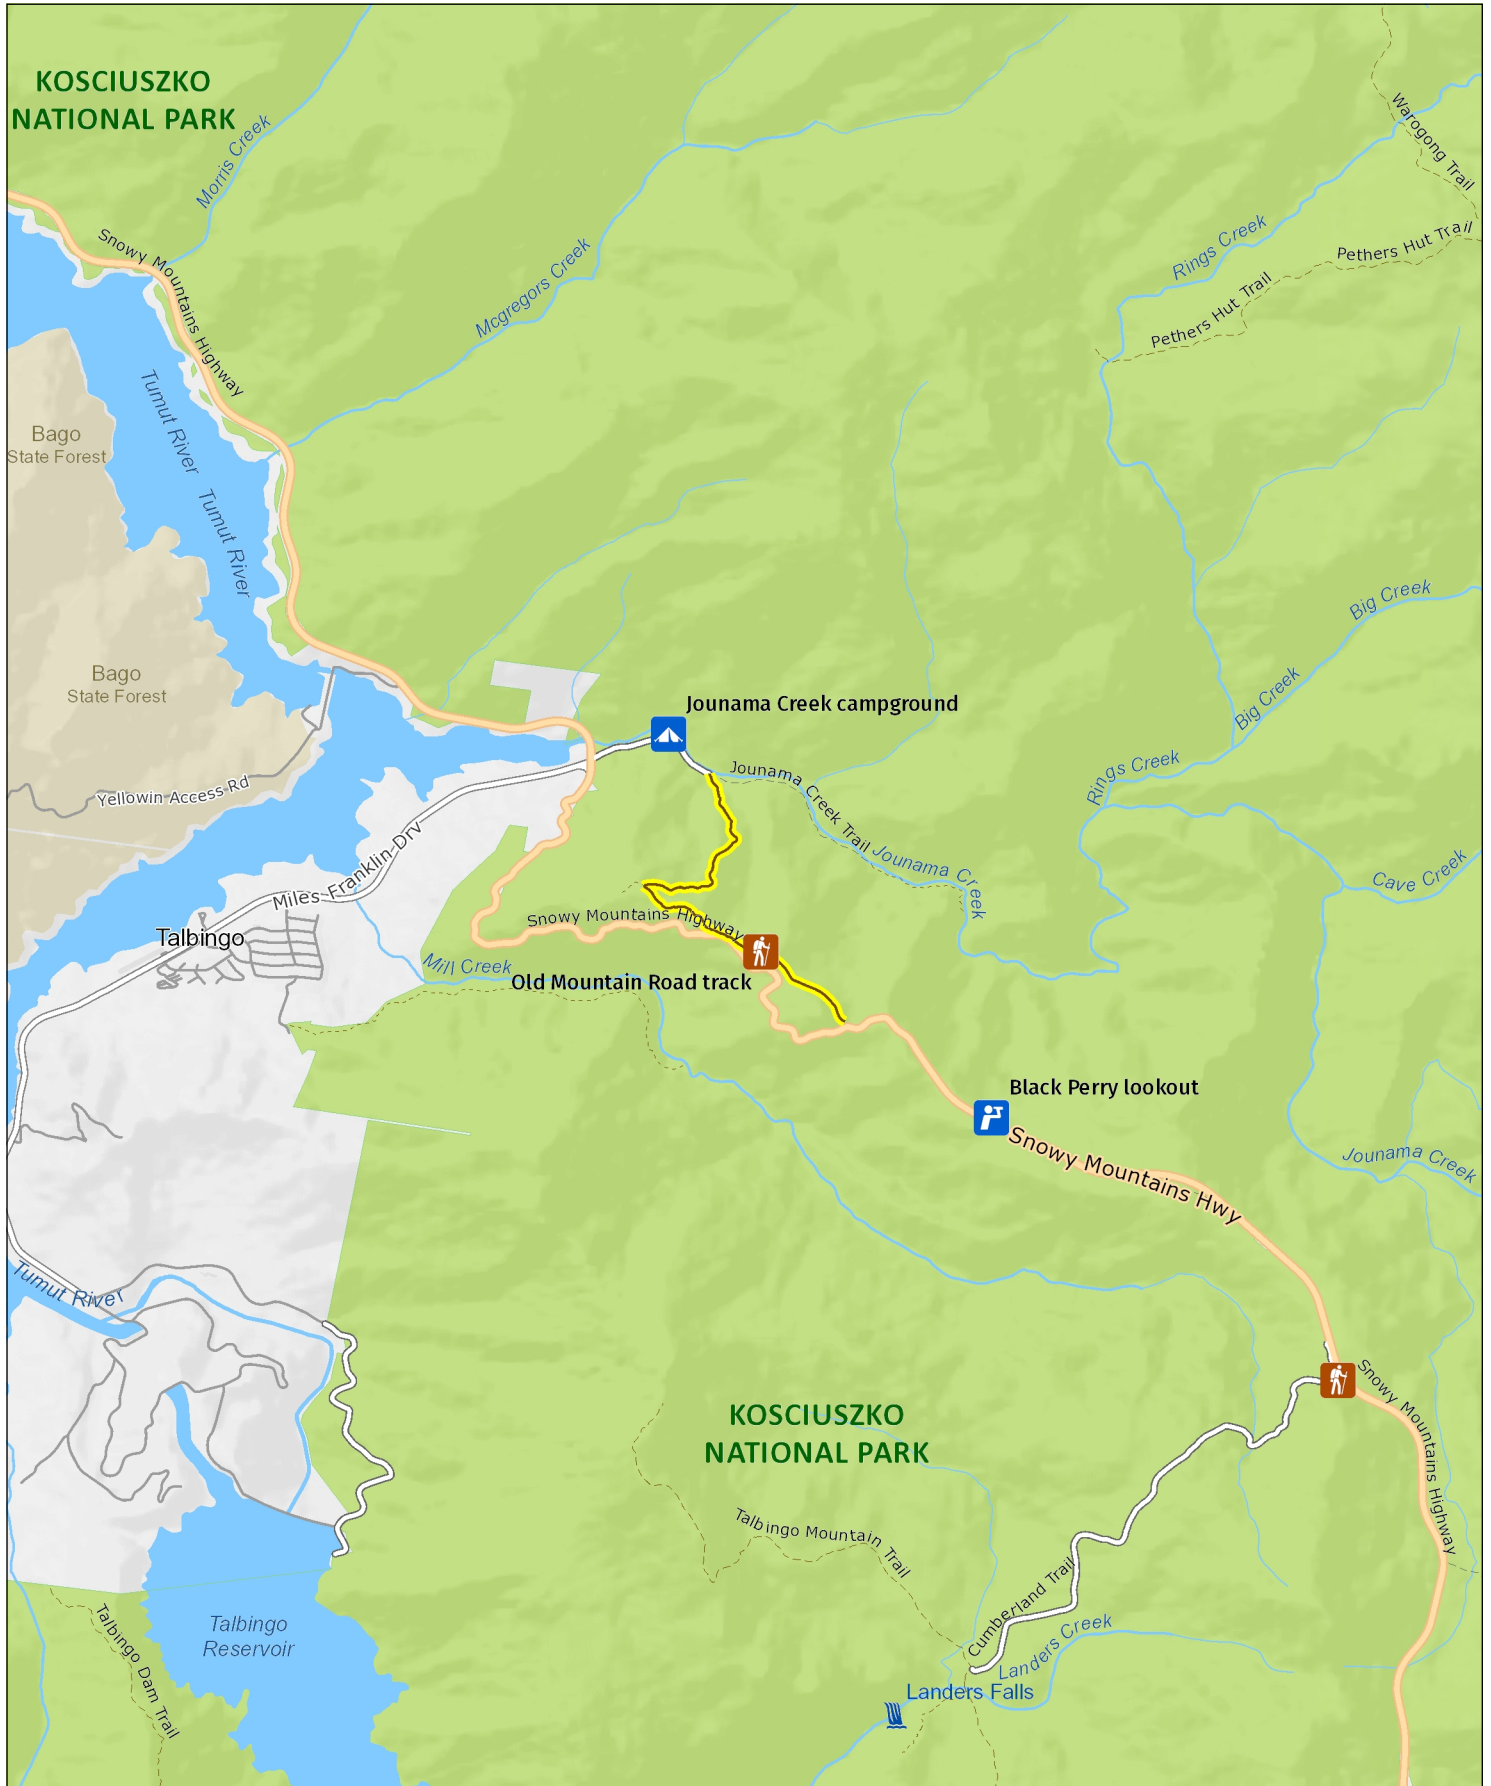 KOSCIUSZKO
NATIONAL PARK
Morris Creek
Warogong Trail
Snowy Mountains Highway
Mcgregors Creek
Rings Creek
Pethers Hut Trail
Pethers Hut Trail
Tumut River
Tumut River
Bago
State Forest
Bago
State Forest
Big Creek
Big Creek
Jounama Creek campground
Yellowin Access Rd
Jounama Creek Trail
Rings Creek
Miles Franklin Drv
Jounama Creek
Cave Creek
Talbingo
Snowy Mountains Highway
Mill Creek
Old Mountain Road track
Black Perry lookout
Snowy Mountains Hwy
Jounama Creek
Tumut River
Snowy Mountains Highway
KOSCIUSZKO
NATIONAL PARK
Talbingo Mountain Trail
Cumberland Trail
Landers Creek
Talbingo
Reservoir
Talbingo Dam Trail
Landers Falls